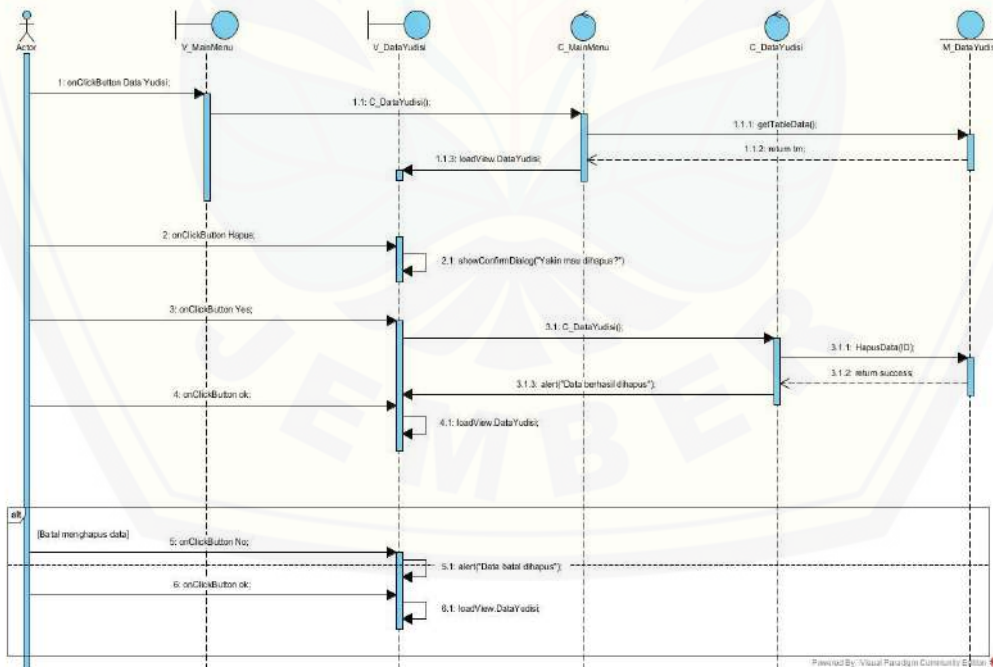 Actor
V_MainMenu
V_DataYudisi
C_MainMenu
C_DataYudisi
M_DataYudisi
1: onClickButton Data Yudisi;
1.1: C_DataYudisi();
1.1.1: getTableData();
1.1.2: return tm;
1.1.3: loadView.DataYudisi;
2: onClickButton Hapus;
2.1: showConfirmDialog("Yakin mau dihapus?")
3: onClickButton Yes;
3.1: C_DataYudisi();
3.1.1: HapusData(ID);
3.1.2: return success;
3.1.3: alert("Data berhasil dihapus");
4: onClickButton ok;
4.1: loadView.DataYudisi;
alt
[Batal menghapus data]
5: onClickButton No;
5.1: alert("Data batal dihapus");
6: onClickButton ok;
6.1: loadView.DataYudisi;
JEMBER
Powered By: Visual Paradigm Community Edition